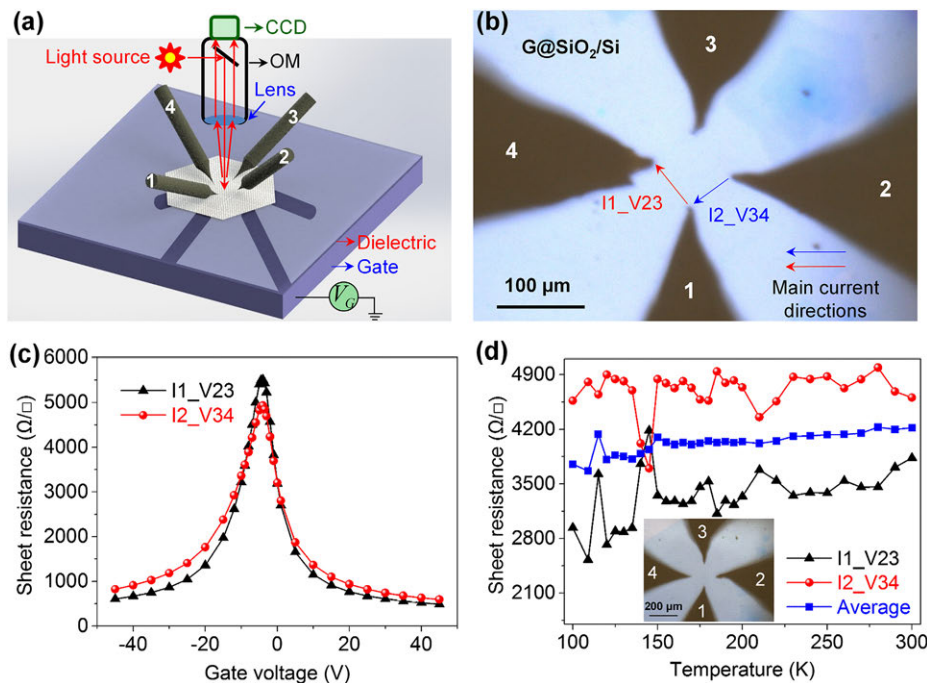 (a)
CCD
Light source
OM
Lens
4
3
2
1
Dielectric
Gate
V_G
(b)
G@SiO₂/Si
3
4
2
I1_V23
I2_V34
1
100 μm
Main current
directions
(c)
Sheet resistance (Ω/□)
6000
5000
4000
3000
2000
1000
0
I1_V23
I2_V34
-40
-20
0
20
40
Gate voltage (V)
(d)
Sheet resistance (Ω/□)
4900
4200
3500
2800
2100
3
4
2
1
200 μm
I1_V23
I2_V34
Average
100
150
200
250
300
Temperature (K)